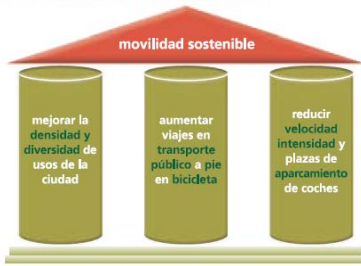 movilidad sostenible
mejorar la
densidad y
diversidad de
usos de la
ciudad
aumentar
viajes en
transporte
público a pie
en bicicleta
reducir
velocidad
intensidad y
plazas de
aparcamiento
de coches